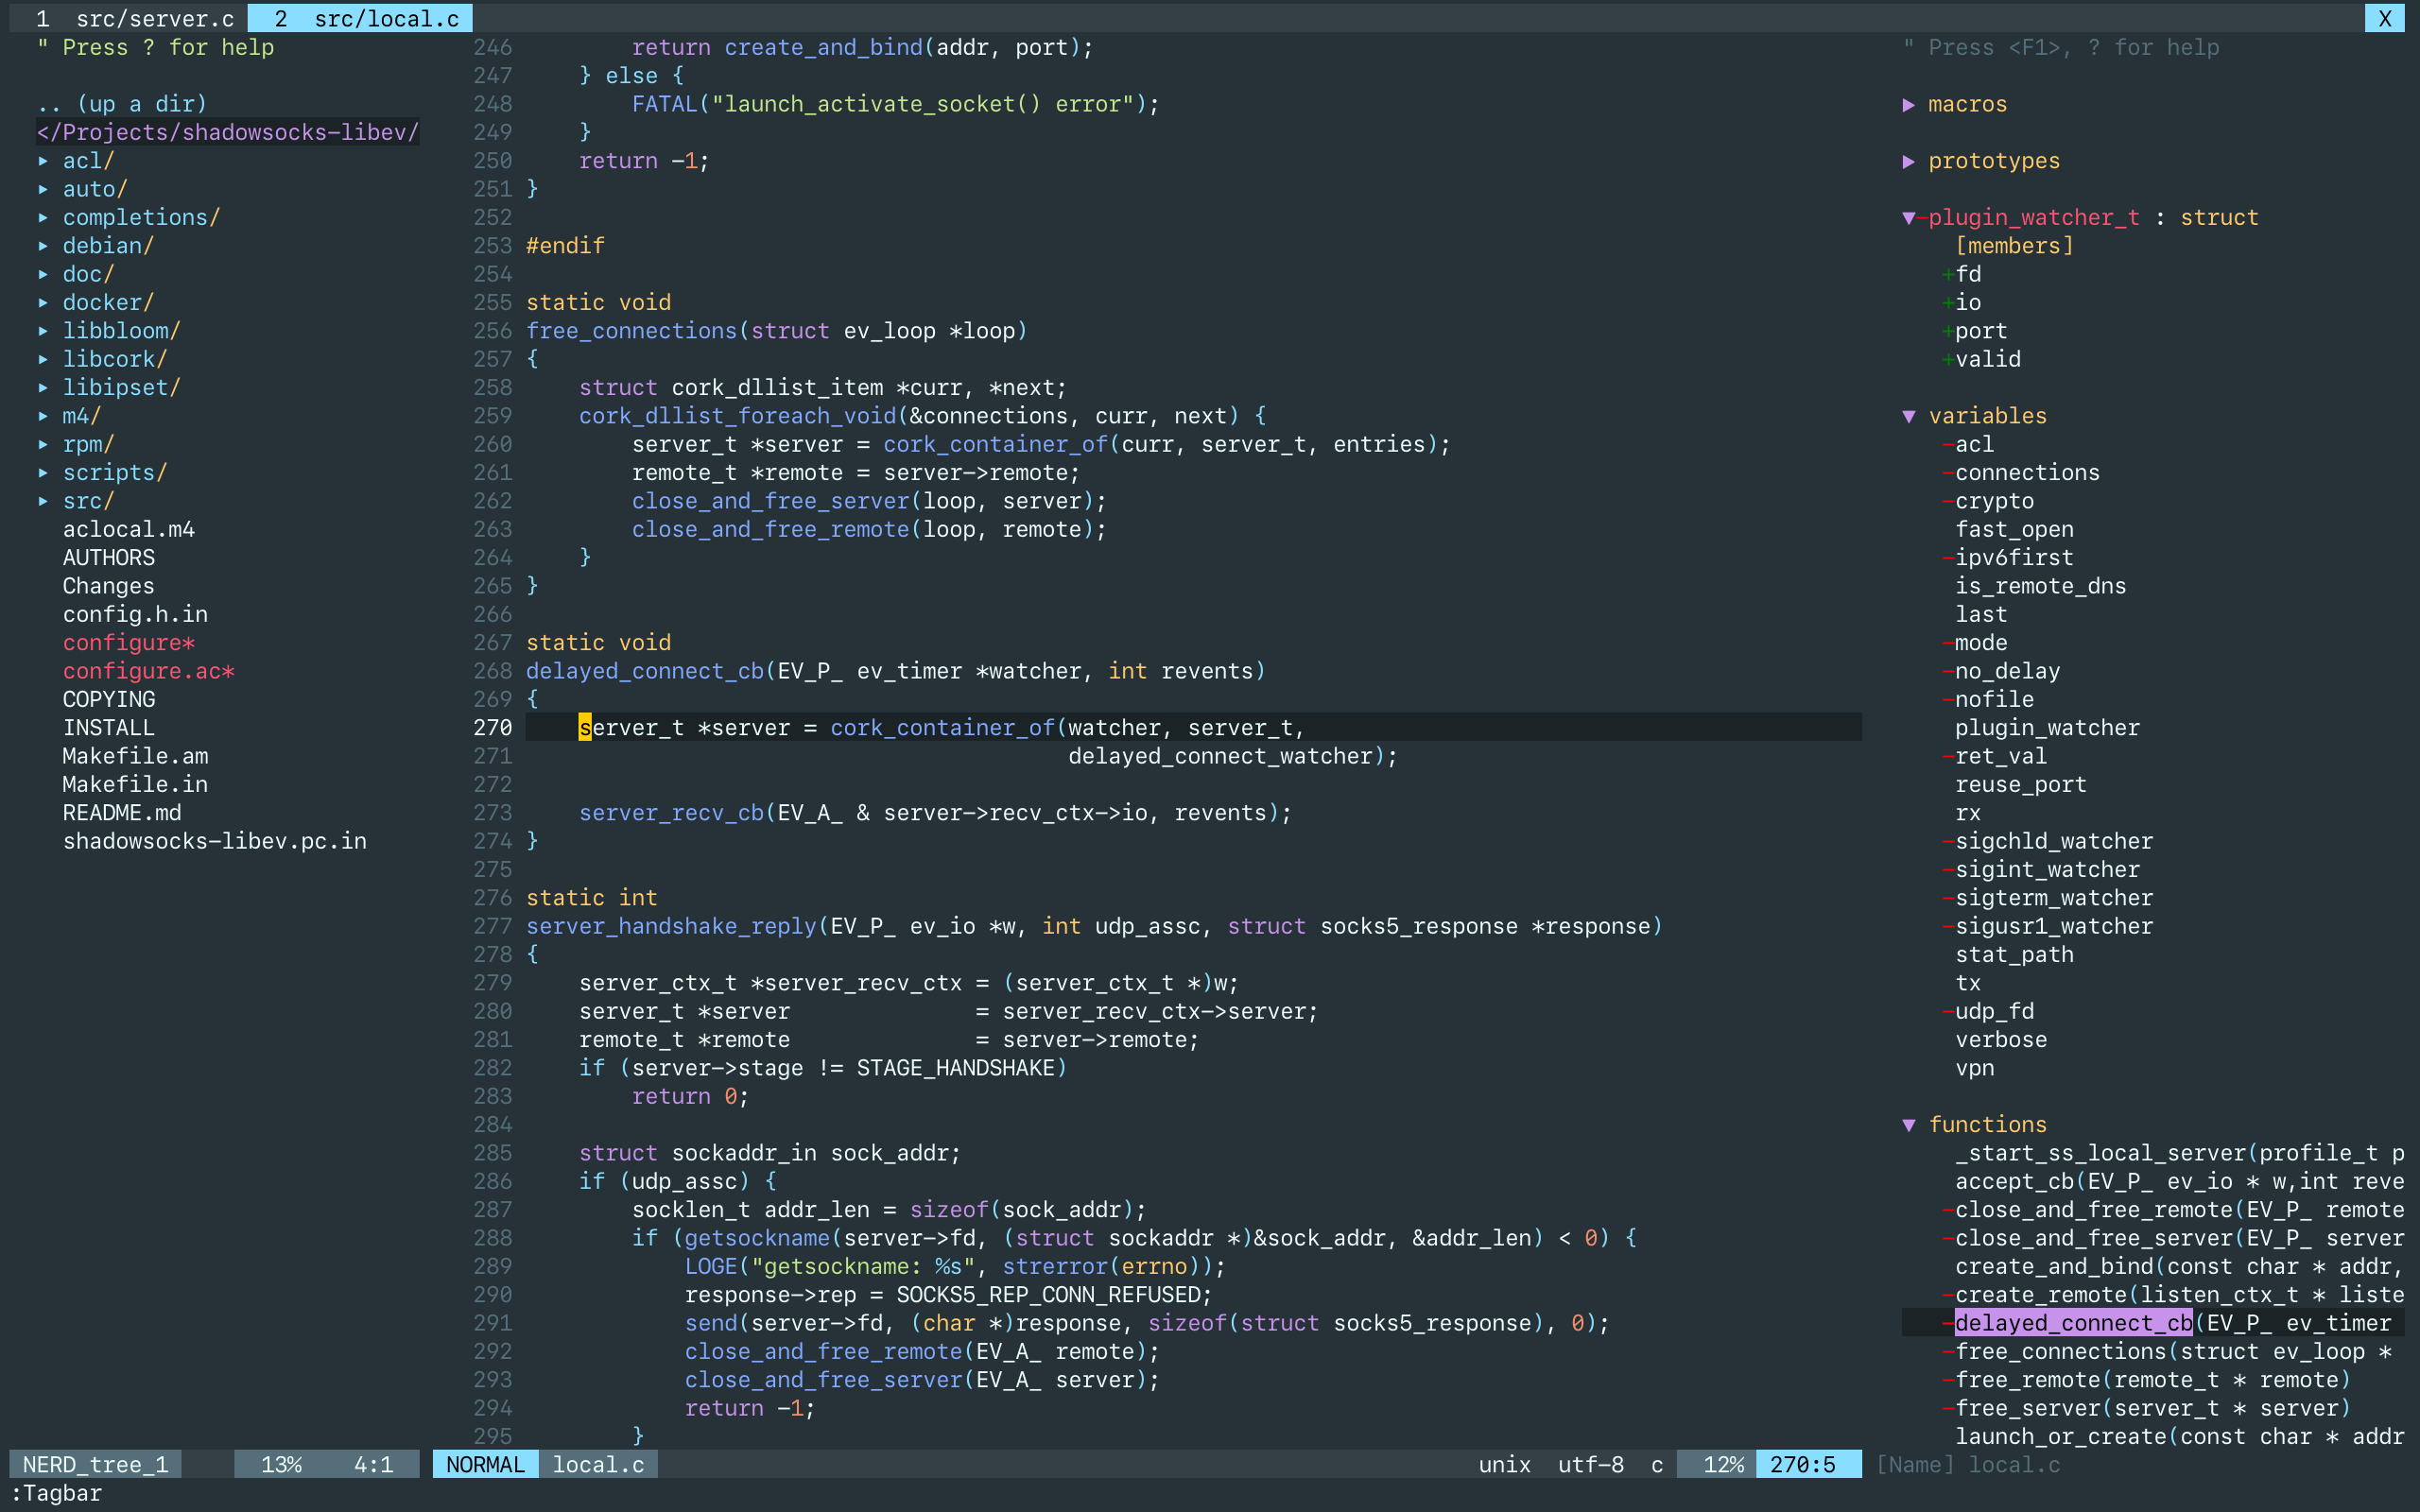 1  src/server.c  2  src/local.c  X
" Press ? for help
.. (up a dir)
</Projects/shadowsocks-libev/
▸ acl/
▸ auto/
▸ completions/
▸ debian/
▸ doc/
▸ docker/
▸ libbloom/
▸ libcork/
▸ libipset/
▸ m4/
▸ rpm/
▸ scripts/
▸ src/
aclocal.m4
AUTHORS
Changes
config.h.in
configure*
configure.ac*
COPYING
INSTALL
Makefile.am
Makefile.in
README.md
shadowsocks-libev.pc.in
246         return create_and_bind(addr, port);
247     } else {
248         FATAL("launch_activate_socket() error");
249     }
250     return -1;
251 }
252
253 #endif
254
255 static void
256 free_connections(struct ev_loop *loop)
257 {
258     struct cork_dllist_item *curr, *next;
259     cork_dllist_foreach_void(&connections, curr, next) {
260         server_t *server = cork_container_of(curr, server_t, entries);
261         remote_t *remote = server->remote;
262         close_and_free_server(loop, server);
263         close_and_free_remote(loop, remote);
264     }
265 }
266
267 static void
268 delayed_connect_cb(EV_P_ ev_timer *watcher, int revents)
269 {
270     server_t *server = cork_container_of(watcher, server_t,
271                                          delayed_connect_watcher);
272
273     server_recv_cb(EV_A_ & server->recv_ctx->io, revents);
274 }
275
276 static int
277 server_handshake_reply(EV_P_ ev_io *w, int udp_assc, struct socks5_response *response)
278 {
279     server_ctx_t *server_recv_ctx = (server_ctx_t *)w;
280     server_t *server              = server_recv_ctx->server;
281     remote_t *remote              = server->remote;
282     if (server->stage != STAGE_HANDSHAKE)
283         return 0;
284
285     struct sockaddr_in sock_addr;
286     if (udp_assc) {
287         socklen_t addr_len = sizeof(sock_addr);
288         if (getsockname(server->fd, (struct sockaddr *)&sock_addr, &addr_len) < 0) {
289             LOGE("getsockname: %s", strerror(errno));
290             response->rep = SOCKS5_REP_CONN_REFUSED;
291             send(server->fd, (char *)response, sizeof(struct socks5_response), 0);
292             close_and_free_remote(EV_A_ remote);
293             close_and_free_server(EV_A_ server);
294             return -1;
295         }
" Press <F1>, ? for help
▶ macros
▶ prototypes
▼-plugin_watcher_t : struct
[members]
+fd
+io
+port
+valid
▼ variables
-acl
-connections
-crypto
fast_open
-ipv6first
is_remote_dns
last
-mode
-no_delay
-nofile
plugin_watcher
-ret_val
reuse_port
rx
-sigchld_watcher
-sigint_watcher
-sigterm_watcher
-sigusr1_watcher
stat_path
tx
-udp_fd
verbose
vpn
▼ functions
_start_ss_local_server(profile_t p
accept_cb(EV_P_ ev_io * w,int reve
-close_and_free_remote(EV_P_ remote
-close_and_free_server(EV_P_ server
create_and_bind(const char * addr,
-create_remote(listen_ctx_t * liste
-delayed_connect_cb(EV_P_ ev_timer
-free_connections(struct ev_loop *
-free_remote(remote_t * remote)
-free_server(server_t * server)
launch_or_create(const char * addr
NERD_tree_1  13%  4:1  NORMAL  local.c  unix  utf-8  c  12%  270:5  [Name] local.c
:Tagbar